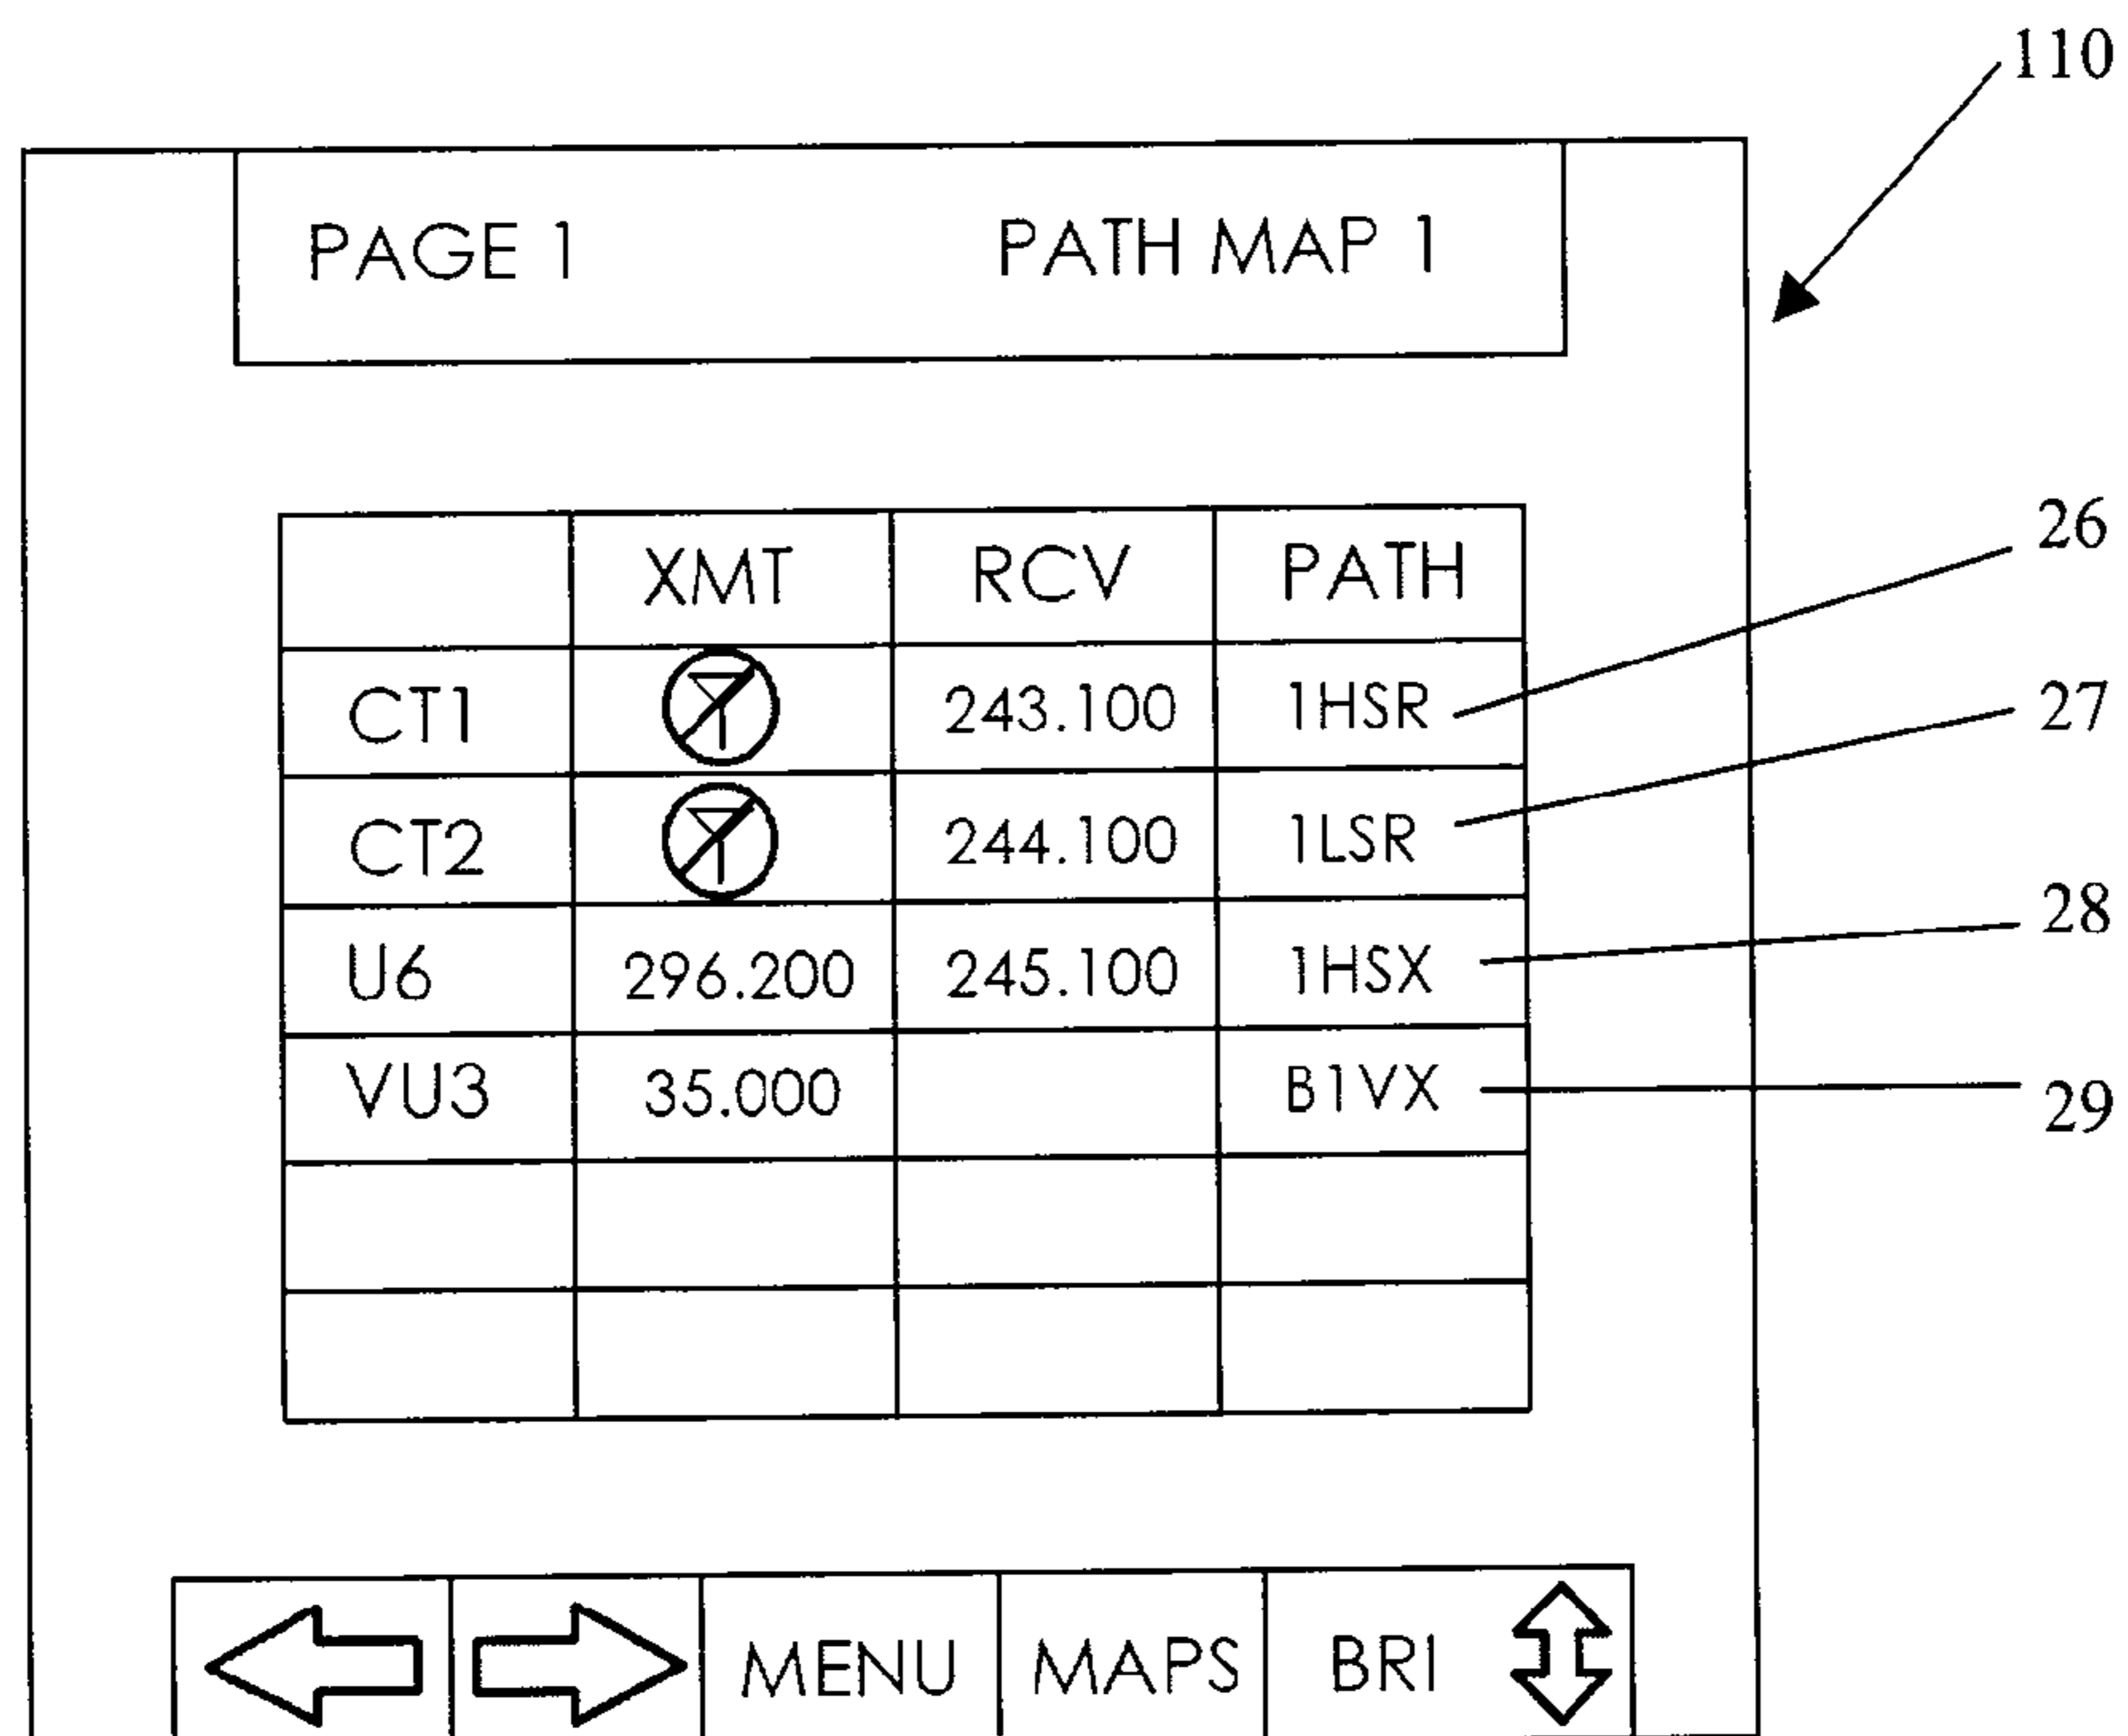 110
PAGE 1 PATH MAP 1
XMT RCV PATH
26
CT1 243.100 1HSR
27
CT2 244.100 1LSR
28
U6 296.200 245.100 1HSX
VU3 35.000 B1VX
29
MENU MAPS BRI